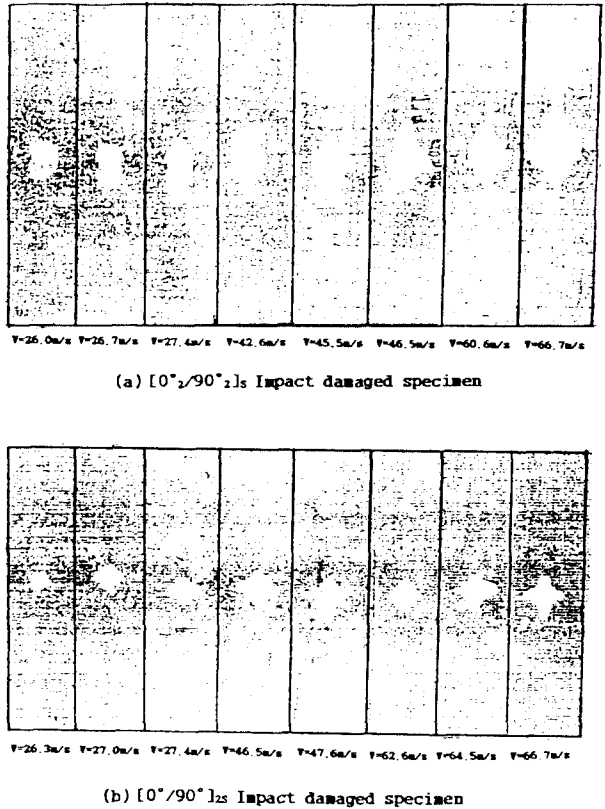 V=26.0m/s V=26.7m/s V=27.4m/s V=42.6m/s V=45.5m/s V=46.5m/s V=60.6m/s V=66.7m/s
(a) [0°₂/90°₂]s Impact damaged specimen
V=26.3m/s V=27.0m/s V=27.4m/s V=46.5m/s V=47.6m/s V=62.6m/s V=64.5m/s V=66.7m/s
(b) [0°/90°]₂s Impact damaged specimen